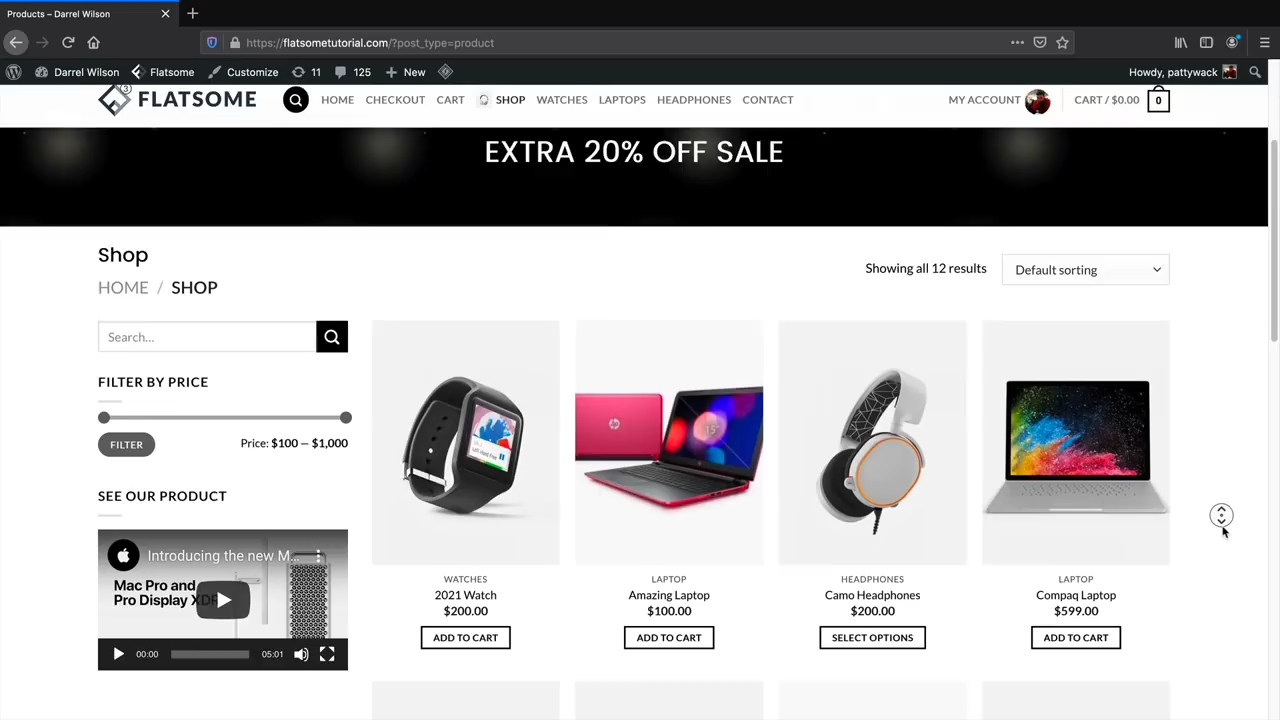 Products – Darrel Wilson
https://flatsometutorial.com/?post_type=product
Darrel Wilson Flatsome Customize 11 125 New Howdy, pattywack
3 FLATSOME HOME CHECKOUT CART SHOP WATCHES LAPTOPS HEADPHONES CONTACT MY ACCOUNT CART / $0.00 0
EXTRA 20% OFF SALE
Shop
HOME / SHOP
Showing all 12 results
Default sorting
Search…
FILTER BY PRICE
FILTER
Price: $100 — $1,000
SEE OUR PRODUCT
Introducing the new M...
Mac Pro and
Pro Display XDR
00:00 05:01
WATCHES
2021 Watch
$200.00
ADD TO CART
LAPTOP
Amazing Laptop
$100.00
ADD TO CART
HEADPHONES
Camo Headphones
$200.00
SELECT OPTIONS
LAPTOP
Compaq Laptop
$599.00
ADD TO CART